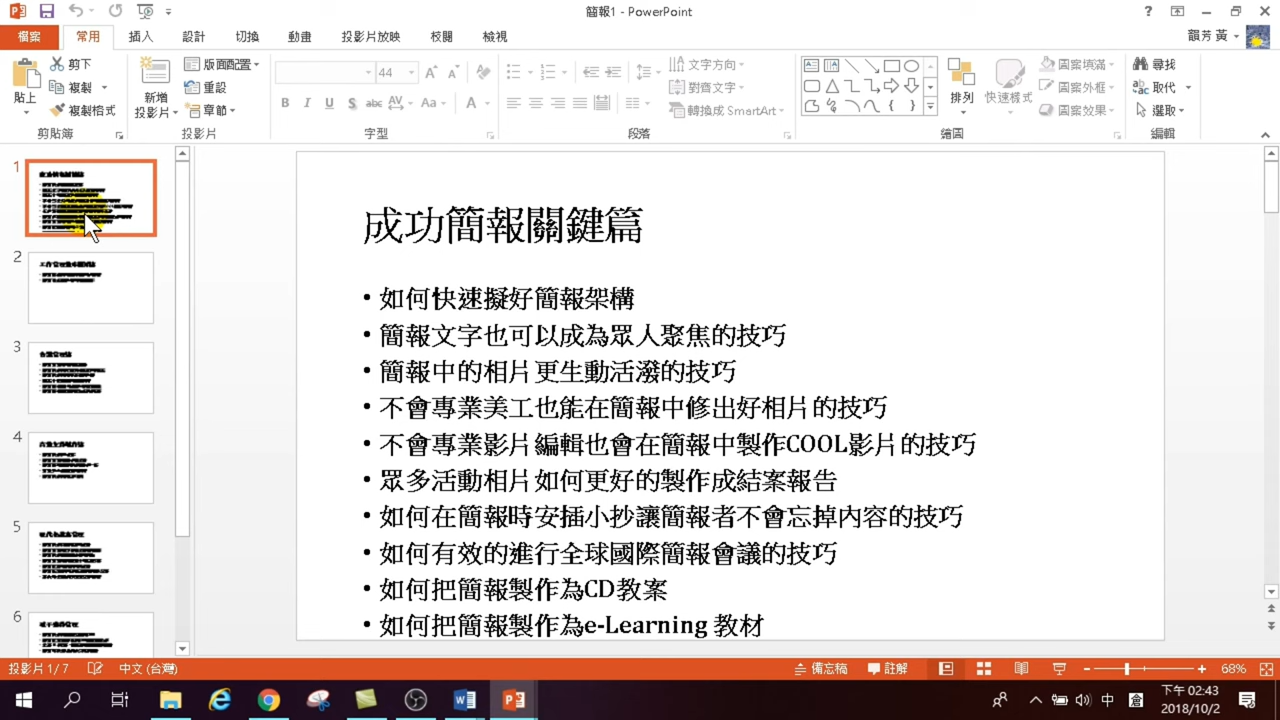 簡報1 - PowerPoint
檔案 常用 插入 設計 切換 動畫 投影片放映 校閱 檢視 韻芳 黃
貼上 剪下 複製 複製格式 剪貼簿
新增投影片 版面配置 重設 章節 投影片
44 B I U S abc AV Aa A 字型
文字方向 對齊文字 轉換成 SmartArt 段落
排列 快速樣式 圖案填滿 圖案外框 圖案效果 繪圖
尋找 取代 選取 編輯
1
2
3
4
5
6
成功簡報關鍵篇
• 如何快速擬好簡報架構
• 簡報文字也可以成為眾人聚焦的技巧
• 簡報中的相片更生動活潑的技巧
• 不會專業美工也能在簡報中修出好相片的技巧
• 不會專業影片編輯也會在簡報中製作COOL影片的技巧
• 眾多活動相片如何更好的製作成結案報告
• 如何在簡報時安插小抄讓簡報者不會忘掉內容的技巧
• 如何有效的進行全球國際簡報會議的技巧
• 如何把簡報製作為CD教案
• 如何把簡報製作為e-Learning 教材
投影片 1/7 中文 (台灣) 備忘稿 註解 68%
中 下午 02:43
2018/10/2